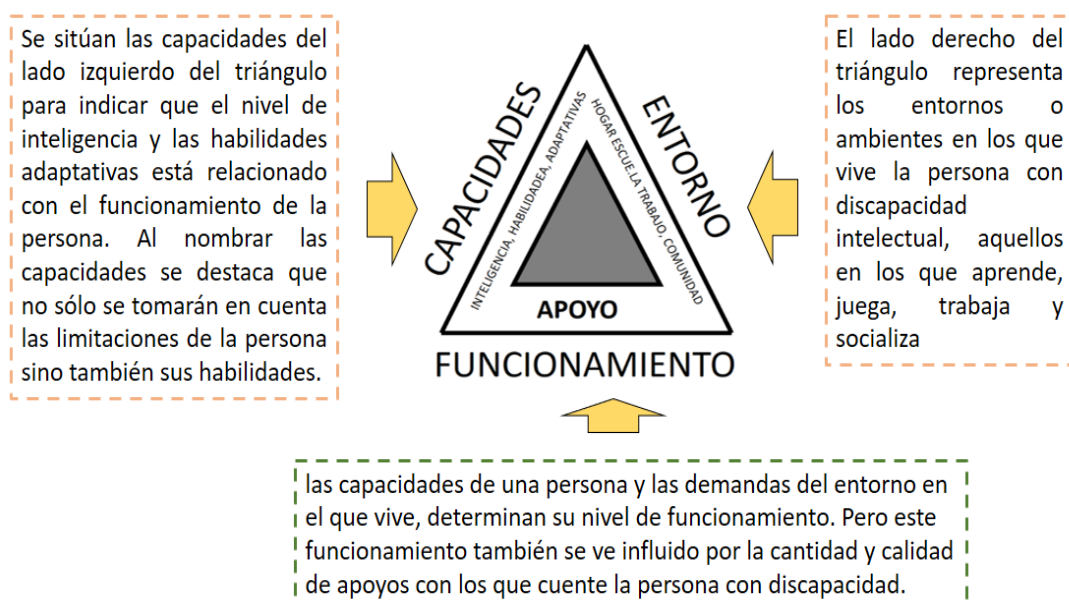 Se sitúan las capacidades del
lado izquierdo del triángulo
para indicar que el nivel de
inteligencia y las habilidades
adaptativas está relacionado
con el funcionamiento de la
persona. Al nombrar las
capacidades se destaca que
no sólo se tomarán en cuenta
las limitaciones de la persona
sino también sus habilidades.
CAPACIDADES
INTELIGENCIA, HABILIDADEA, ADAPTATIVAS
HOGAR ESCUE.LA TRABAJO, COMUNIDAD
ENTORNO
APOYO
FUNCIONAMIENTO
El lado derecho del
triángulo representa
los entornos o
ambientes en los que
vive la persona con
discapacidad
intelectual, aquellos
en los que aprende,
juega, trabaja y
socializa
las capacidades de una persona y las demandas del entorno en
el que vive, determinan su nivel de funcionamiento. Pero este
funcionamiento también se ve influido por la cantidad y calidad
de apoyos con los que cuente la persona con discapacidad.